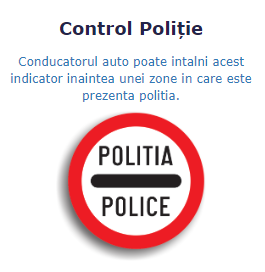 Control Poliție
Conducatorul auto poate intalni acest
indicator inaintea unei zone in care este
prezenta politia.
POLITIA
POLICE